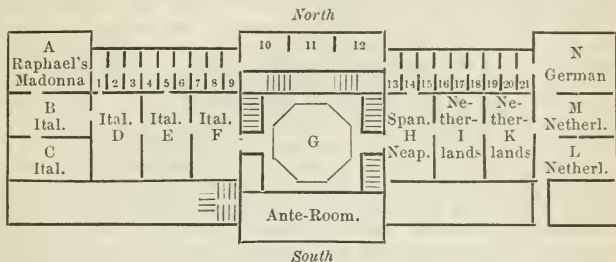 North
A
Raphael's
Madonna
1 2 3 4 5 6 7 8 9
10 11 12
13 14 15 16 17 18 19 20 21
N
German
B
Ital.
C
Ital.
Ital.
D
Ital.
E
Ital.
F
G
Span.
H
Neap.
Ne-
ther-
I
lands
Ne-
ther-
K
lands
M
Netherl.
L
Netherl.
Ante-Room.
South